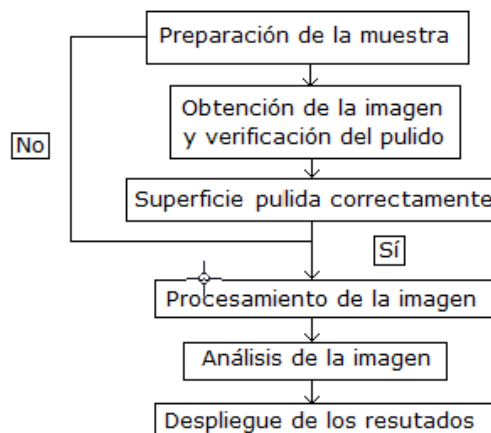 Preparación de la muestra
Obtención de la imagen
y verificación del pulido
No
Superficie pulida correctamente
Sí
Procesamiento de la imagen
Análisis de la imagen
Despliegue de los resutados